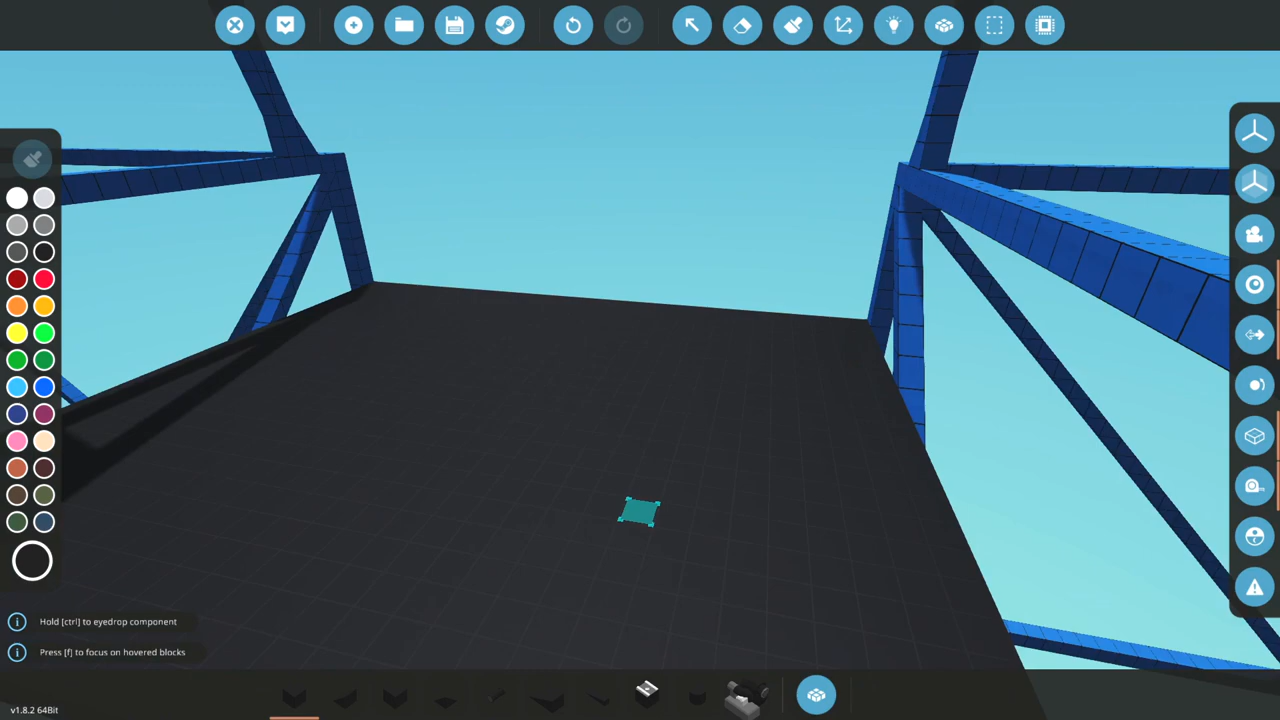 Hold [ctrl] to eyedrop component
Press [f] to focus on hovered blocks
v1.8.2 64Bit